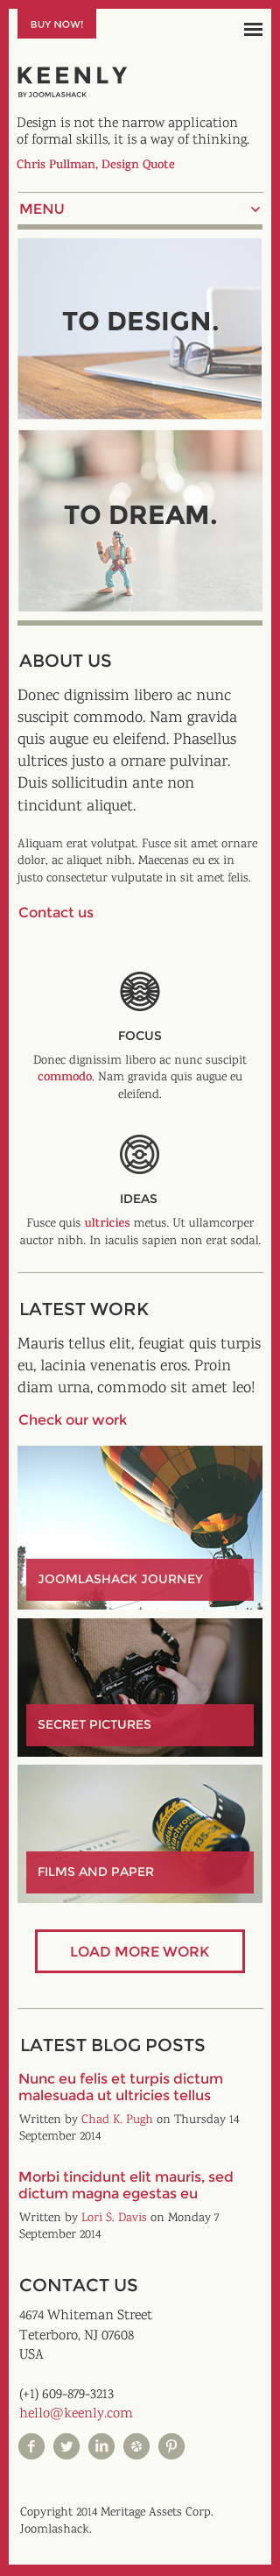 BUY NOW!
KEENLY
BY JOOMLASHACK
Design is not the narrow application
of formal skills, it is a way of thinking.
Chris Pullman, Design Quote
MENU
TO DESIGN.
TO DREAM.
ABOUT US
Donec dignissim libero ac nunc
suscipit commodo. Nam gravida
quis augue eu eleifend. Phasellus
ultrices justo a ornare pulvinar.
Duis sollicitudin ante non
tincidunt aliquet.
Aliquam erat volutpat. Fusce sit amet ornare
dolor, ac aliquet nibh. Maecenas eu ex in
justo consectetur vulputate in sit amet felis.
Contact us
FOCUS
Donec dignissim libero ac nunc suscipit
commodo. Nam gravida quis augue eu
eleifend.
IDEAS
Fusce quis ultricies metus. Ut ullamcorper
auctor nibh. In iaculis sapien non erat sodal.
LATEST WORK
Mauris tellus elit, feugiat quis turpis
eu, lacinia venenatis eros. Proin
diam urna, commodo sit amet leo!
Check our work
JOOMLASHACK JOURNEY
SECRET PICTURES
FILMS AND PAPER
LOAD MORE WORK
LATEST BLOG POSTS
Nunc eu felis et turpis dictum
malesuada ut ultricies tellus
Written by Chad K. Pugh on Thursday 14
September 2014
Morbi tincidunt elit mauris, sed
dictum magna egestas eu
Written by Lori S. Davis on Monday 7
September 2014
CONTACT US
4674 Whiteman Street
Teterboro, NJ 07608
USA
(+1) 609-879-3213
hello@keenly.com
Copyright 2014 Meritage Assets Corp.
Joomlashack.